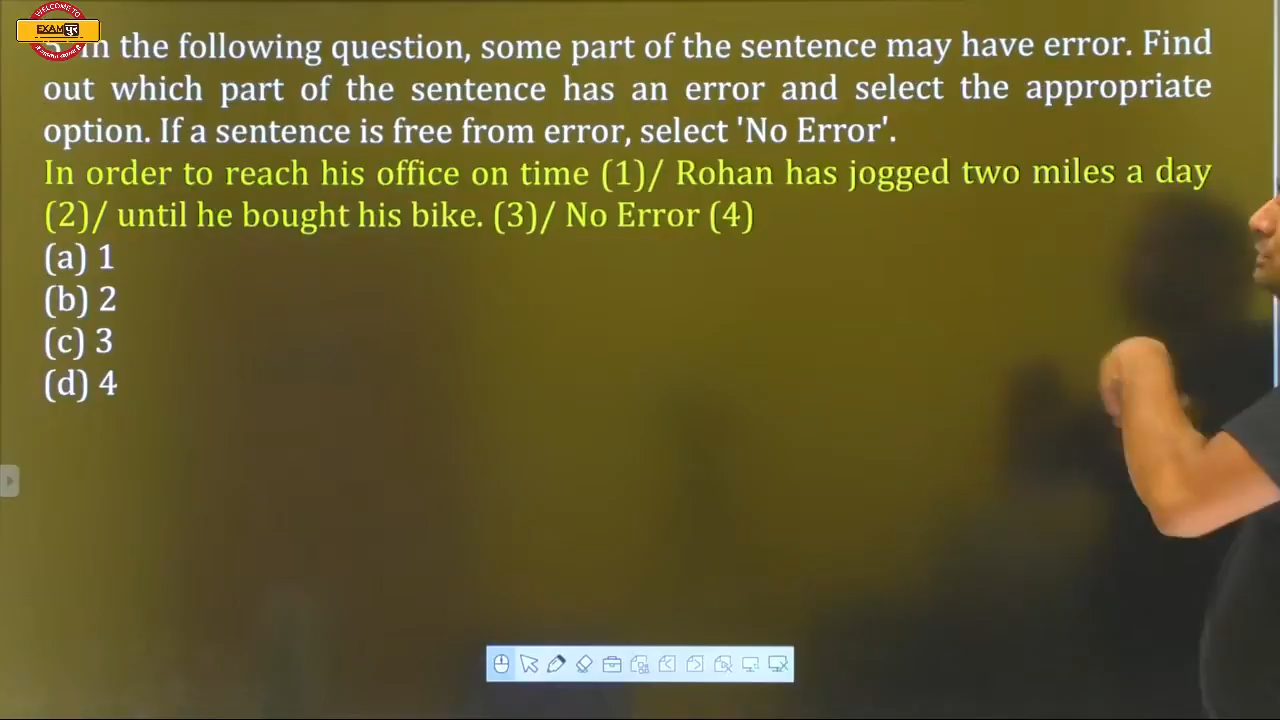 WELCOME TO
EXAM पुर
In the following question, some part of the sentence may have error. Find
out which part of the sentence has an error and select the appropriate
option. If a sentence is free from error, select 'No Error'.
In order to reach his office on time (1)/ Rohan has jogged two miles a day
(2)/ until he bought his bike. (3)/ No Error (4)
(a) 1
(b) 2
(c) 3
(d) 4